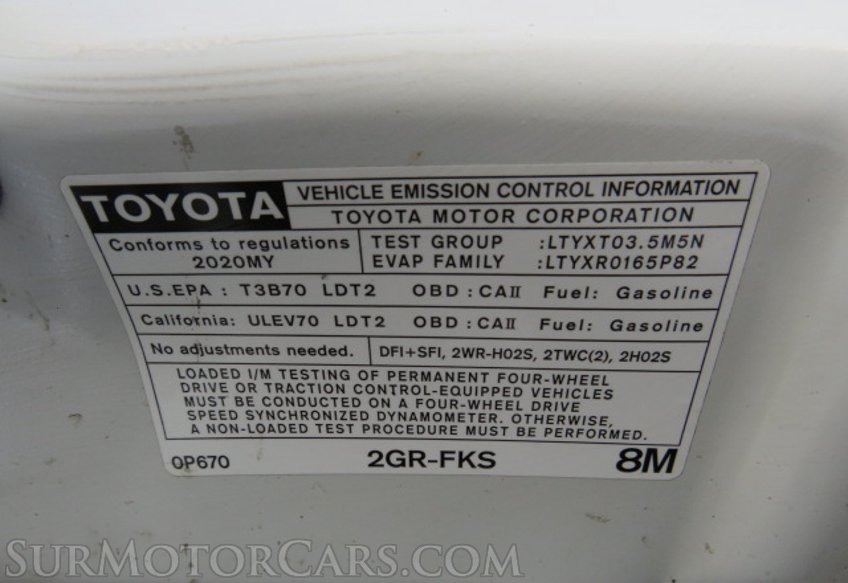 TOYOTA VEHICLE EMISSION CONTROL INFORMATION
TOYOTA MOTOR CORPORATION
Conforms to regulations 2020MY
TEST GROUP :LTYXT03.5M5N
EVAP FAMILY :LTYXR0165P82
U.S.EPA : T3B70 LDT2 OBD : CAII Fuel: Gasoline
California: ULEV70 LDT2 OBD : CAII Fuel: Gasoline
No adjustments needed. DFI+SFI, 2WR-HO2S, 2TWC(2), 2HO2S
LOADED I/M TESTING OF PERMANENT FOUR-WHEEL
DRIVE OR TRACTION CONTROL-EQUIPPED VEHICLES
MUST BE CONDUCTED ON A FOUR-WHEEL DRIVE
SPEED SYNCHRONIZED DYNAMOMETER. OTHERWISE,
A NON-LOADED TEST PROCEDURE MUST BE PERFORMED.
0P670 2GR-FKS 8M
SurMotorCars.com